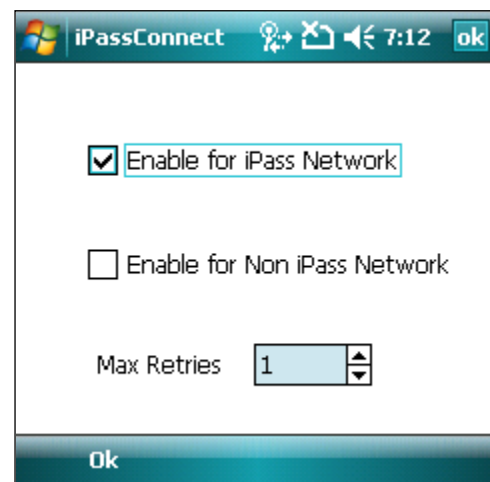 iPassConnect 7:12 ok
Enable for iPass Network
Enable for Non iPass Network
Max Retries 1
Ok